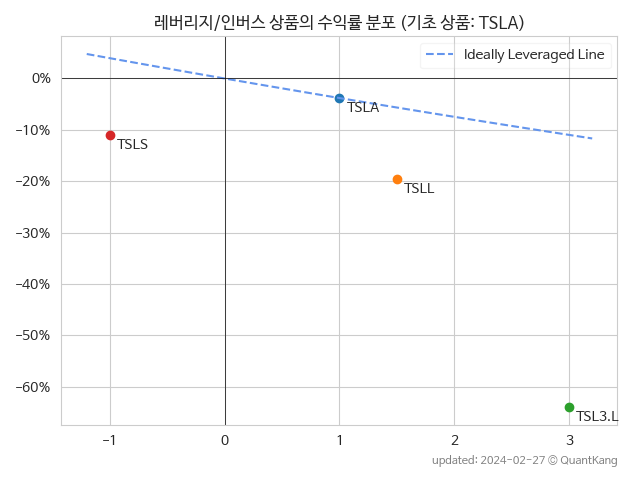 레버리지/인버스 상품의 수익률 분포 (기초 상품: TSLA)
Ideally Leveraged Line
0%
TSLA
−10%
TSLS
−20%
TSLL
−30%
−40%
−50%
−60%
TSL3.L
−1 0 1 2 3
updated: 2024-02-27 © QuantKang